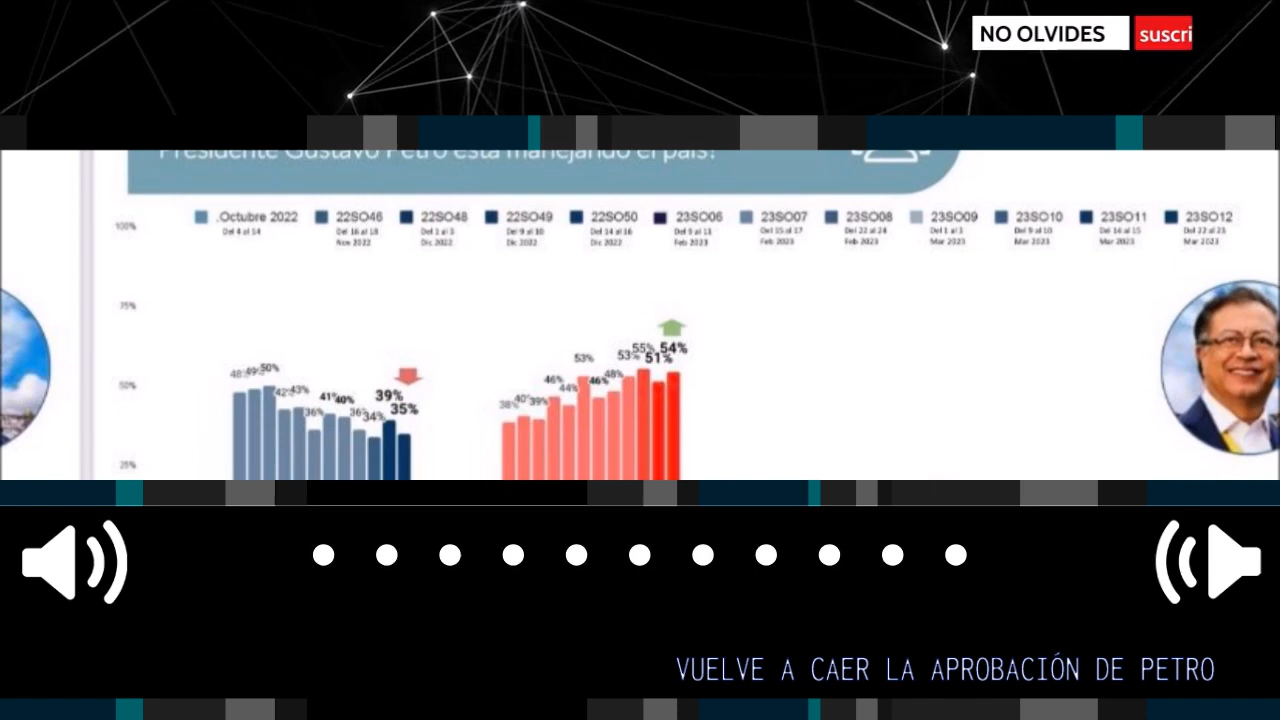 NO OLVIDES suscri
Presidente Gustavo Petro está manejando el país?
.Octubre 2022 22SO46 22SO48 22SO49 22SO50 23SO06 23SO07 23SO08 23SO09 23SO10 23SO11 23SO12
Del 4 al 14 Del 16 al 18 Del 1 al 3 Del 9 al 10 Del 14 al 16 Del 9 al 11 Del 15 al 17 Del 22 al 24 Del 1 al 3 Del 9 al 10 Del 14 al 15 Del 22 al 23
Nov 2022 Dic 2022 Dic 2022 Dic 2022 Feb 2023 Feb 2023 Feb 2023 Mar 2023 Mar 2023 Mar 2023 Mar 2023
100%
75%
50%
25%
48% 49% 50% 42% 43% 36% 41% 40% 36% 34% 39% 35%
38% 40% 39% 46% 44% 53% 46% 48% 53% 55% 51% 54%
VUELVE A CAER LA APROBACIÓN DE PETRO